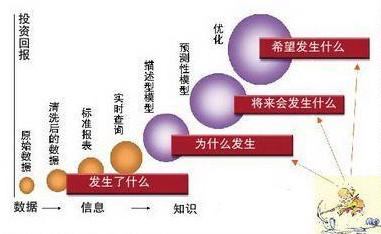 投资回报
原始数据
清洗后的数据
标准报表
实时查询
描述型模型
预测性模型
优化
希望发生什么
将来会发生什么
为什么发生
发生了什么
数据 → 信息 → 知识